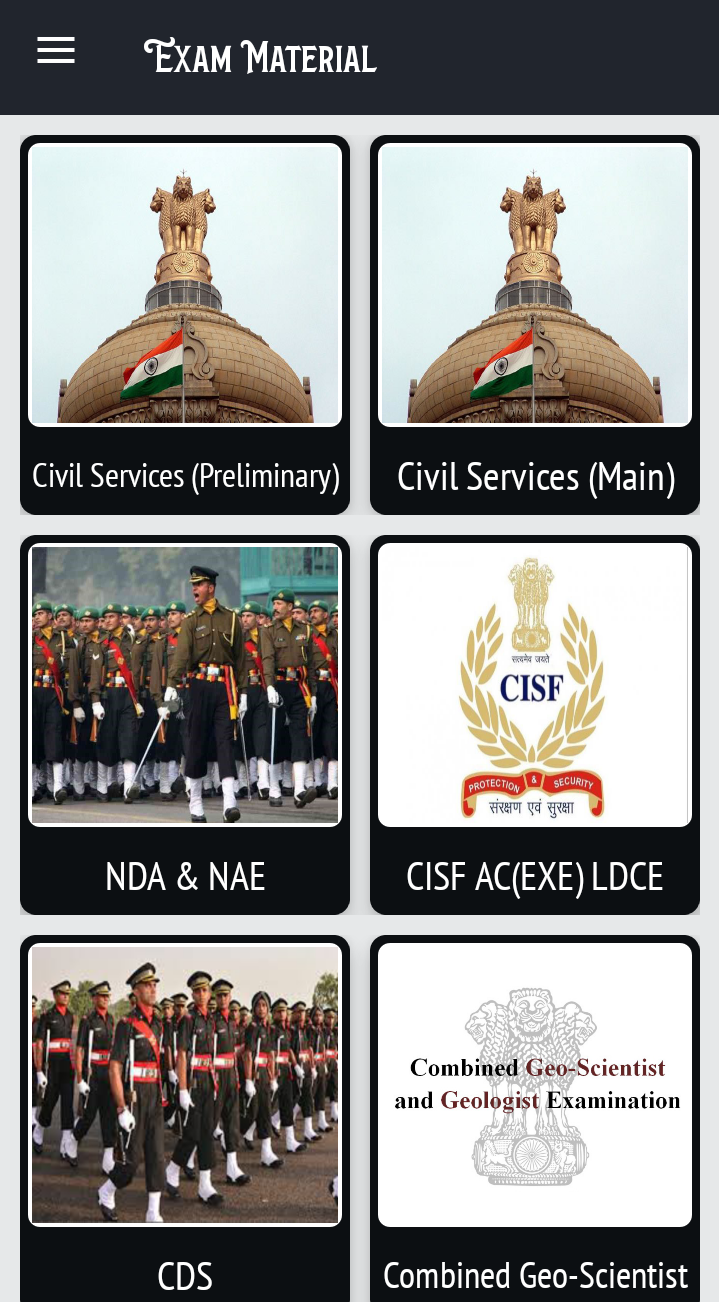 Exam Material
Civil Services (Preliminary)
Civil Services (Main)
सत्यमेव जयते
CISF
PROTECTION & SECURITY
संरक्षण एवं सुरक्षा
NDA & NAE
CISF AC(EXE) LDCE
Combined Geo-Scientist
and Geologist Examination
CDS
Combined Geo-Scientist